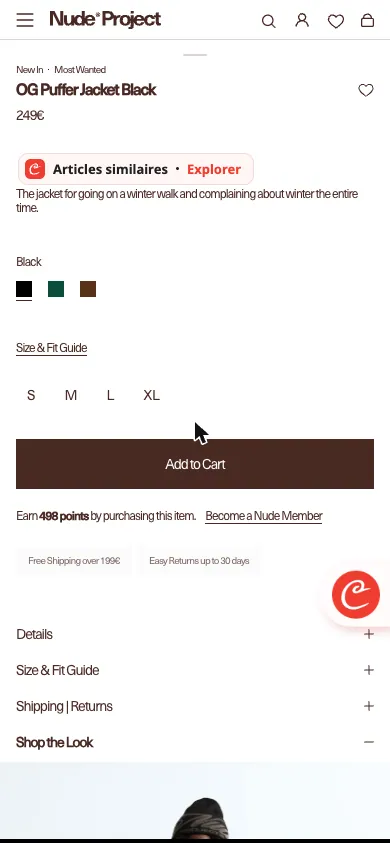 Nude®Project
New In · Most Wanted
OG Puffer Jacket Black
249€
Articles similaires • Explorer
The jacket for going on a winter walk and complaining about winter the entire
time.
Black
Size & Fit Guide
S M L XL
Add to Cart
Earn 498 points by purchasing this item. Become a Nude Member
Free Shipping over 199€ Easy Returns up to 30 days
Details
Size & Fit Guide
Shipping | Returns
Shop the Look